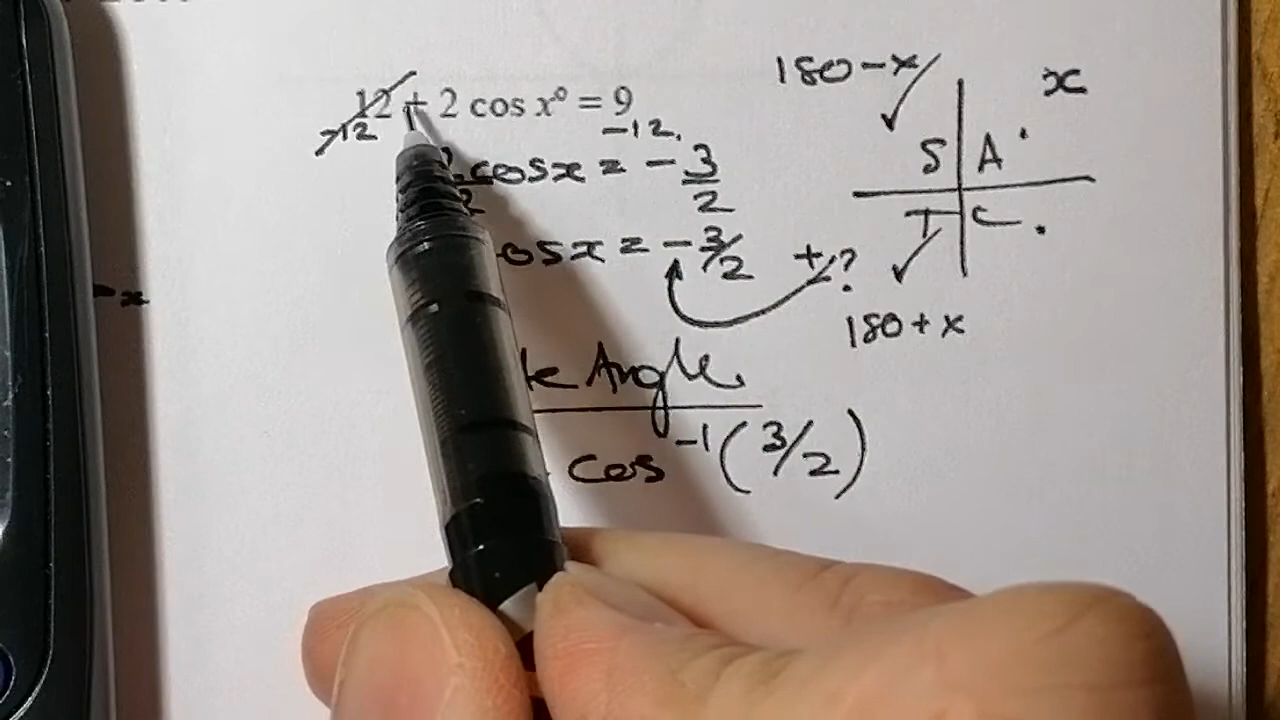 12 + 2 cos x° = 9
-12 -12.
cosx = - 3/2
osx = - 3/2 +?
Angle
cos⁻¹(3/2)
180 - x
x
S A
T C
180 + x
- x